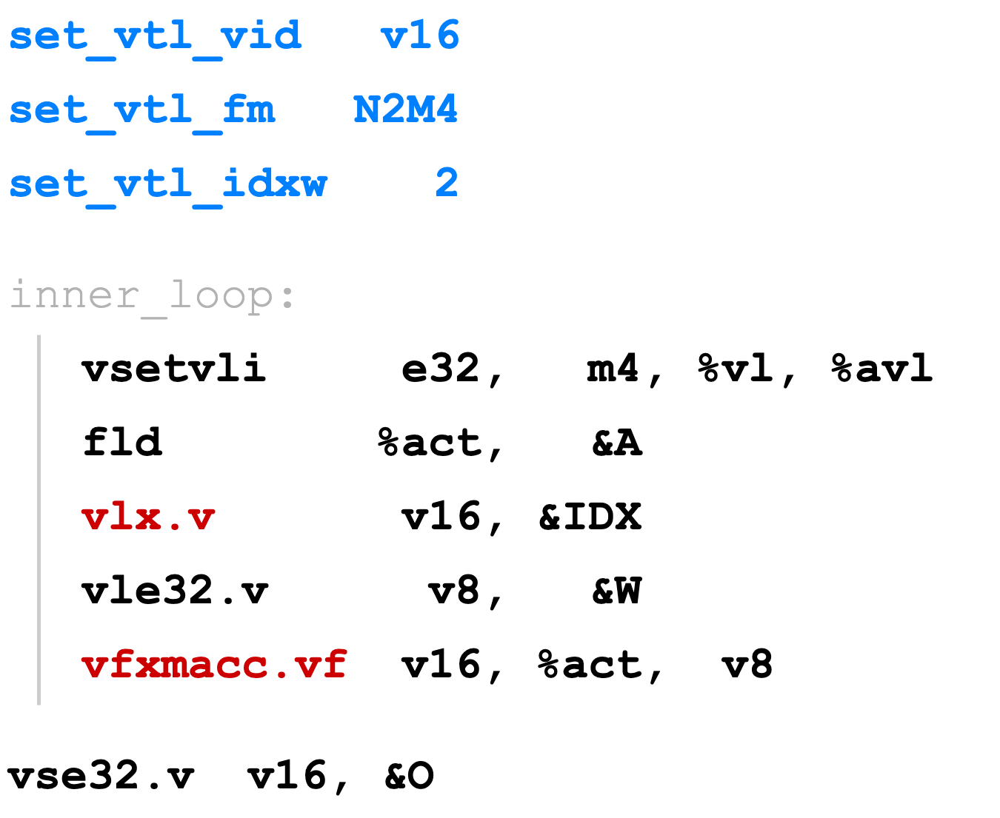 set_vtl_vid v16
set_vtl_fm N2M4
set_vtl_idxw 2
inner_loop:
vsetvli e32, m4, %vl, %avl
fld %act, &A
vlx.v v16, &IDX
vle32.v v8, &W
vfxmacc.vf v16, %act, v8
vse32.v v16, &O